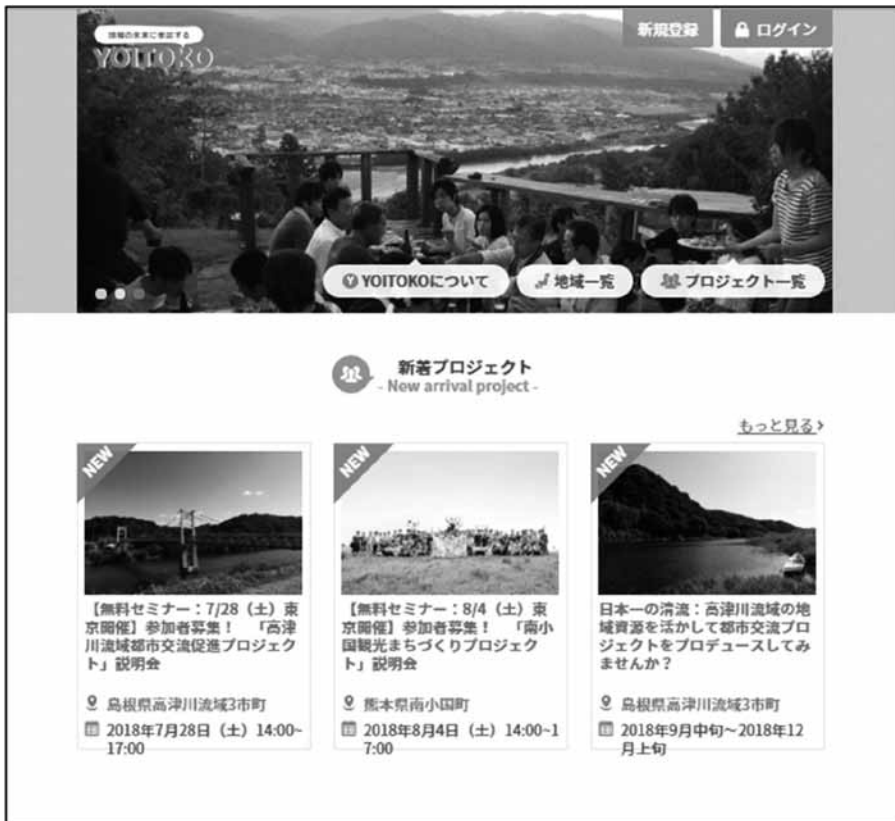 地域の未来に参加する
新規登録
ログイン
YOITOKO
YOITOKOについて
地域一覧
プロジェクト一覧
新着プロジェクト
- New arrival project -
もっと見る
NEW
【無料セミナー：7/28（土）東
京開催】参加者募集！ 「高津
川流域都市交流促進プロジェク
ト」説明会
島根県高津川流域3市町
2018年7月28日（土）14:00~
17:00
NEW
【無料セミナー：8/4（土）東
京開催】参加者募集！ 「南小
国観光まちづくりプロジェク
ト」説明会
熊本県南小国町
2018年8月4日（土）14:00~1
7:00
NEW
日本一の清流：高津川流域の地
域資源を活かして都市交流プロ
ジェクトをプロデュースしてみ
ませんか？
島根県高津川流域3市町
2018年9月中旬～2018年12
月上旬